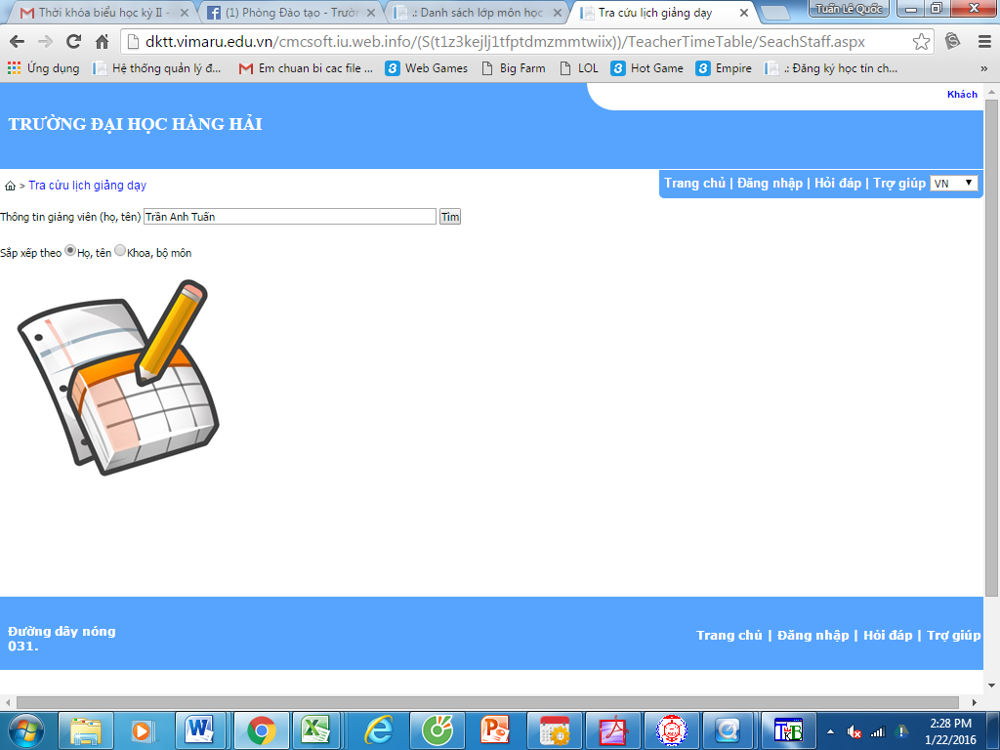 Thời khóa biểu học kỳ II -
(1) Phòng Đào tạo - Trườn
.: Danh sách lớp môn học
Tra cứu lịch giảng dạy
Tuấn Lê Quốc
dktt.vimaru.edu.vn/cmcsoft.iu.web.info/(S(t1z3kejlj1tfptdmzmmtwiix))/TeacherTimeTable/SeachStaff.aspx
Ứng dụng
Hệ thống quản lý đ...
Em chuan bi cac file ...
Web Games
Big Farm
LOL
Hot Game
Empire
.: Đăng ký học tín ch...
»
Khách
TRƯỜNG ĐẠI HỌC HÀNG HẢI
> Tra cứu lịch giảng dạy
Trang chủ | Đăng nhập | Hỏi đáp | Trợ giúp VN
Thông tin giảng viên (họ, tên) Trần Anh Tuấn Tìm
Sắp xếp theo Họ, tên Khoa, bộ môn
Đường dây nóng
031.
Trang chủ | Đăng nhập | Hỏi đáp | Trợ giúp
TKB
2:28 PM
1/22/2016